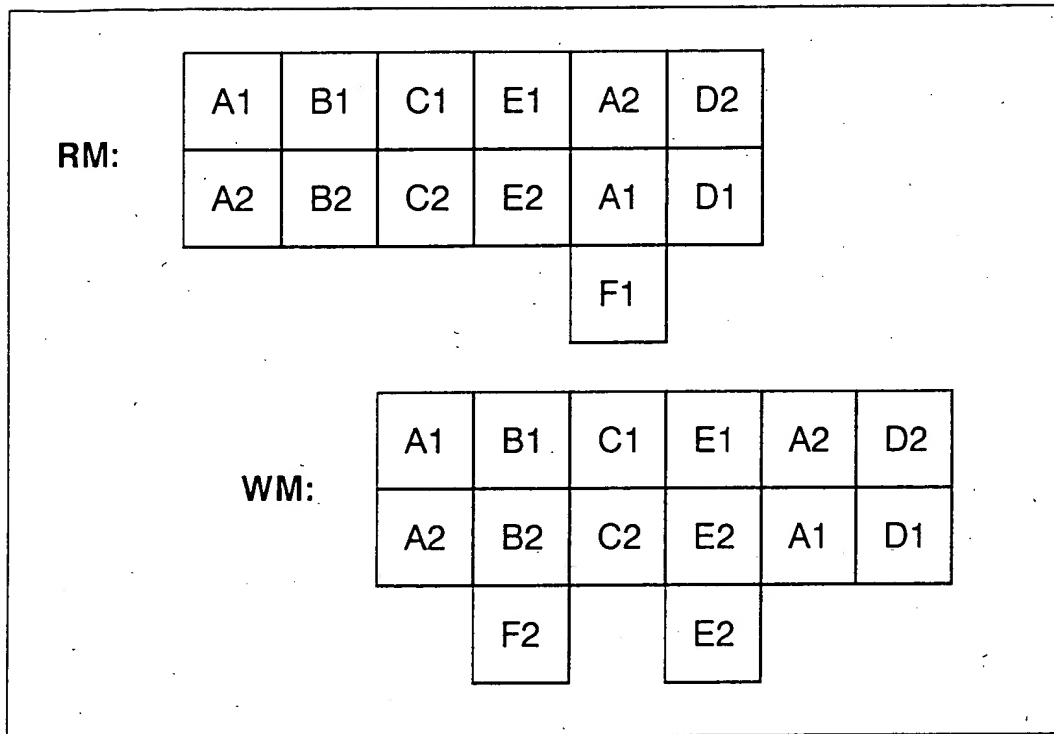 A1 B1 C1 E1 A2 D2
RM:
A2 B2 C2 E2 A1 D1
F1
A1 B1 C1 E1 A2 D2
WM:
A2 B2 C2 E2 A1 D1
F2 E2